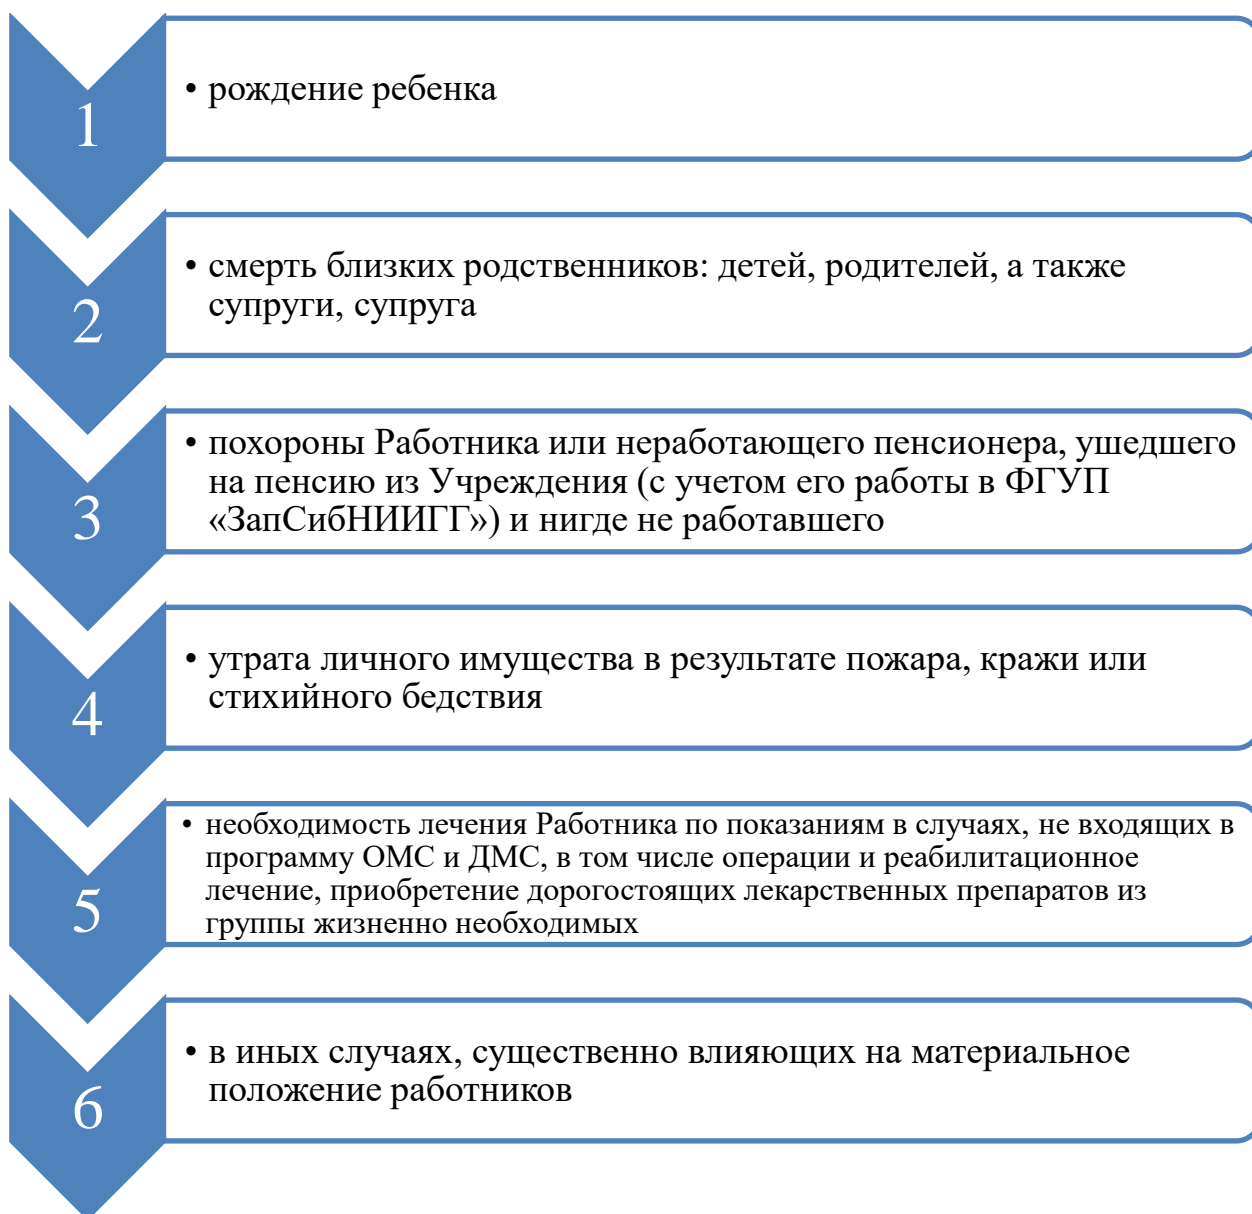 1
• рождение ребенка
2
• смерть близких родственников: детей, родителей, а также
супруги, супруга
3
• похороны Работника или неработающего пенсионера, ушедшего
на пенсию из Учреждения (с учетом его работы в ФГУП
«ЗапСибНИИГГ») и нигде не работавшего
4
• утрата личного имущества в результате пожара, кражи или
стихийного бедствия
5
• необходимость лечения Работника по показаниям в случаях, не входящих в
программу ОМС и ДМС, в том числе операции и реабилитационное
лечение, приобретение дорогостоящих лекарственных препаратов из
группы жизненно необходимых
6
• в иных случаях, существенно влияющих на материальное
положение работников